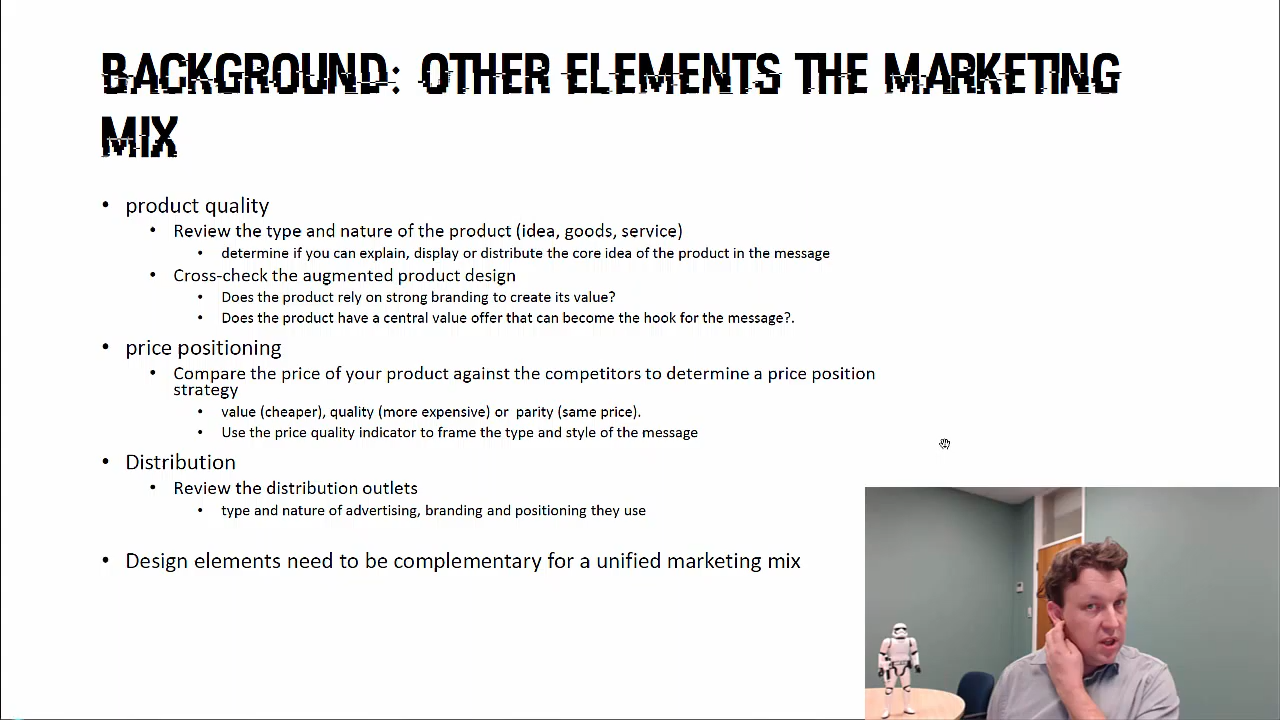 BACKGROUND: OTHER ELEMENTS THE MARKETING
MIX
• product quality
• Review the type and nature of the product (idea, goods, service)
• determine if you can explain, display or distribute the core idea of the product in the message
• Cross-check the augmented product design
• Does the product rely on strong branding to create its value?
• Does the product have a central value offer that can become the hook for the message?.
• price positioning
• Compare the price of your product against the competitors to determine a price position
strategy
• value (cheaper), quality (more expensive) or parity (same price).
• Use the price quality indicator to frame the type and style of the message
• Distribution
• Review the distribution outlets
• type and nature of advertising, branding and positioning they use
• Design elements need to be complementary for a unified marketing mix